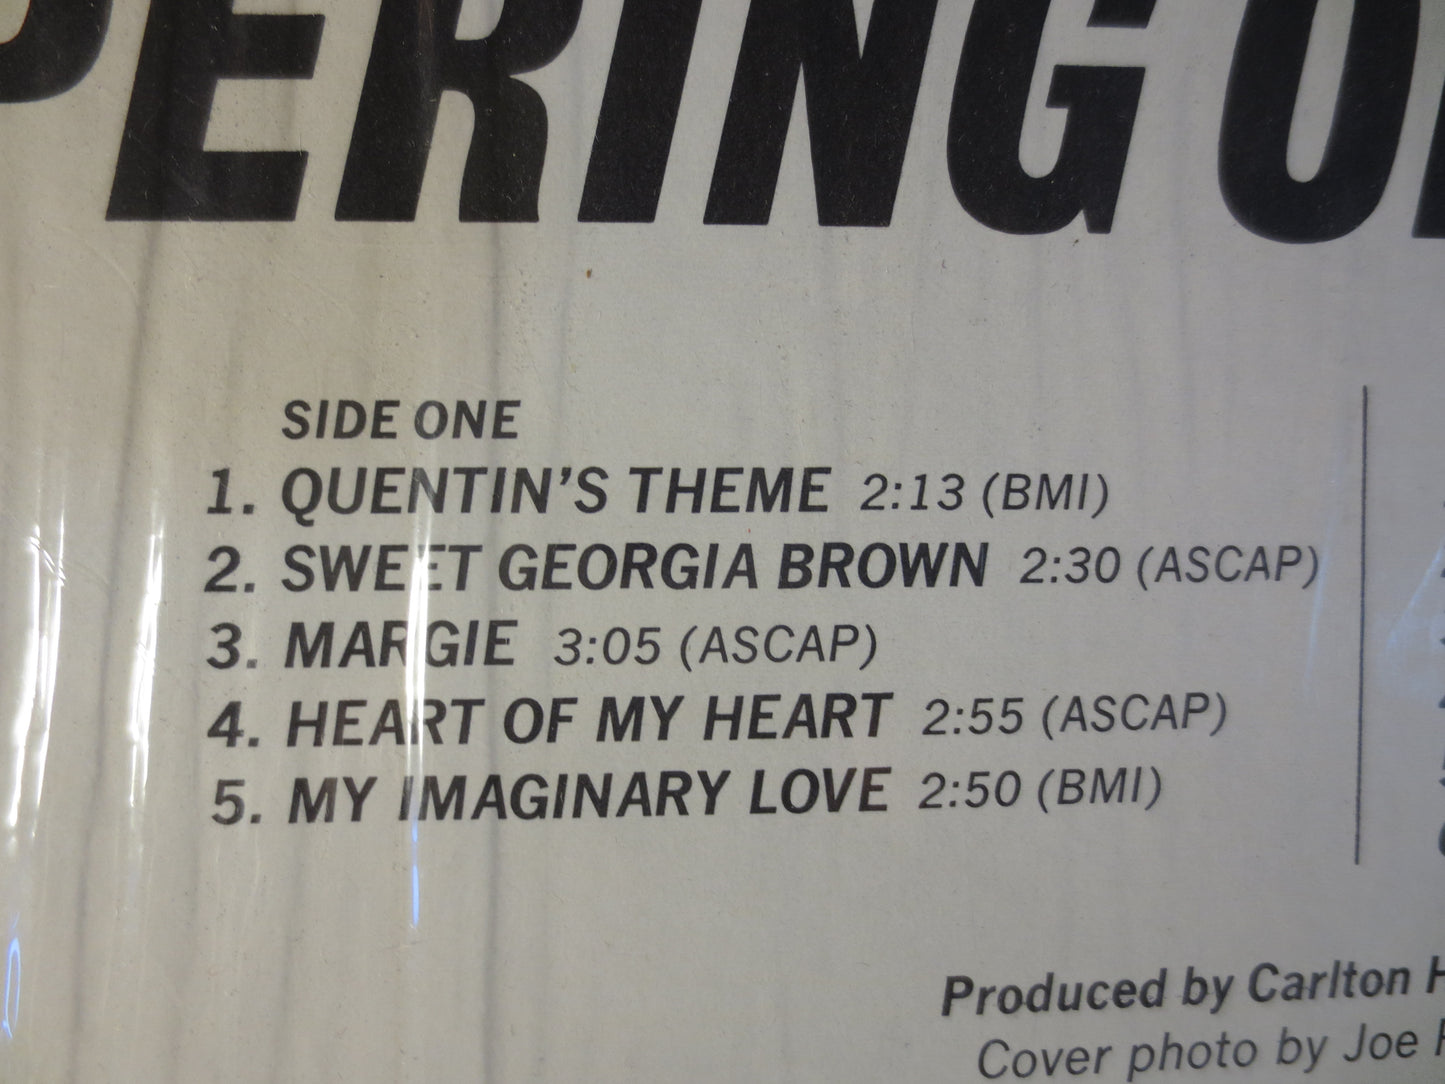 PERING O
SIDE ONE
1. QUENTIN'S THEME 2:13 (BMI)
2. SWEET GEORGIA BROWN 2:30 (ASCAP)
3. MARGIE 3:05 (ASCAP)
4. HEART OF MY HEART 2:55 (ASCAP)
5. MY IMAGINARY LOVE 2:50 (BMI)
Produced by Carlton H
Cover photo by Joe